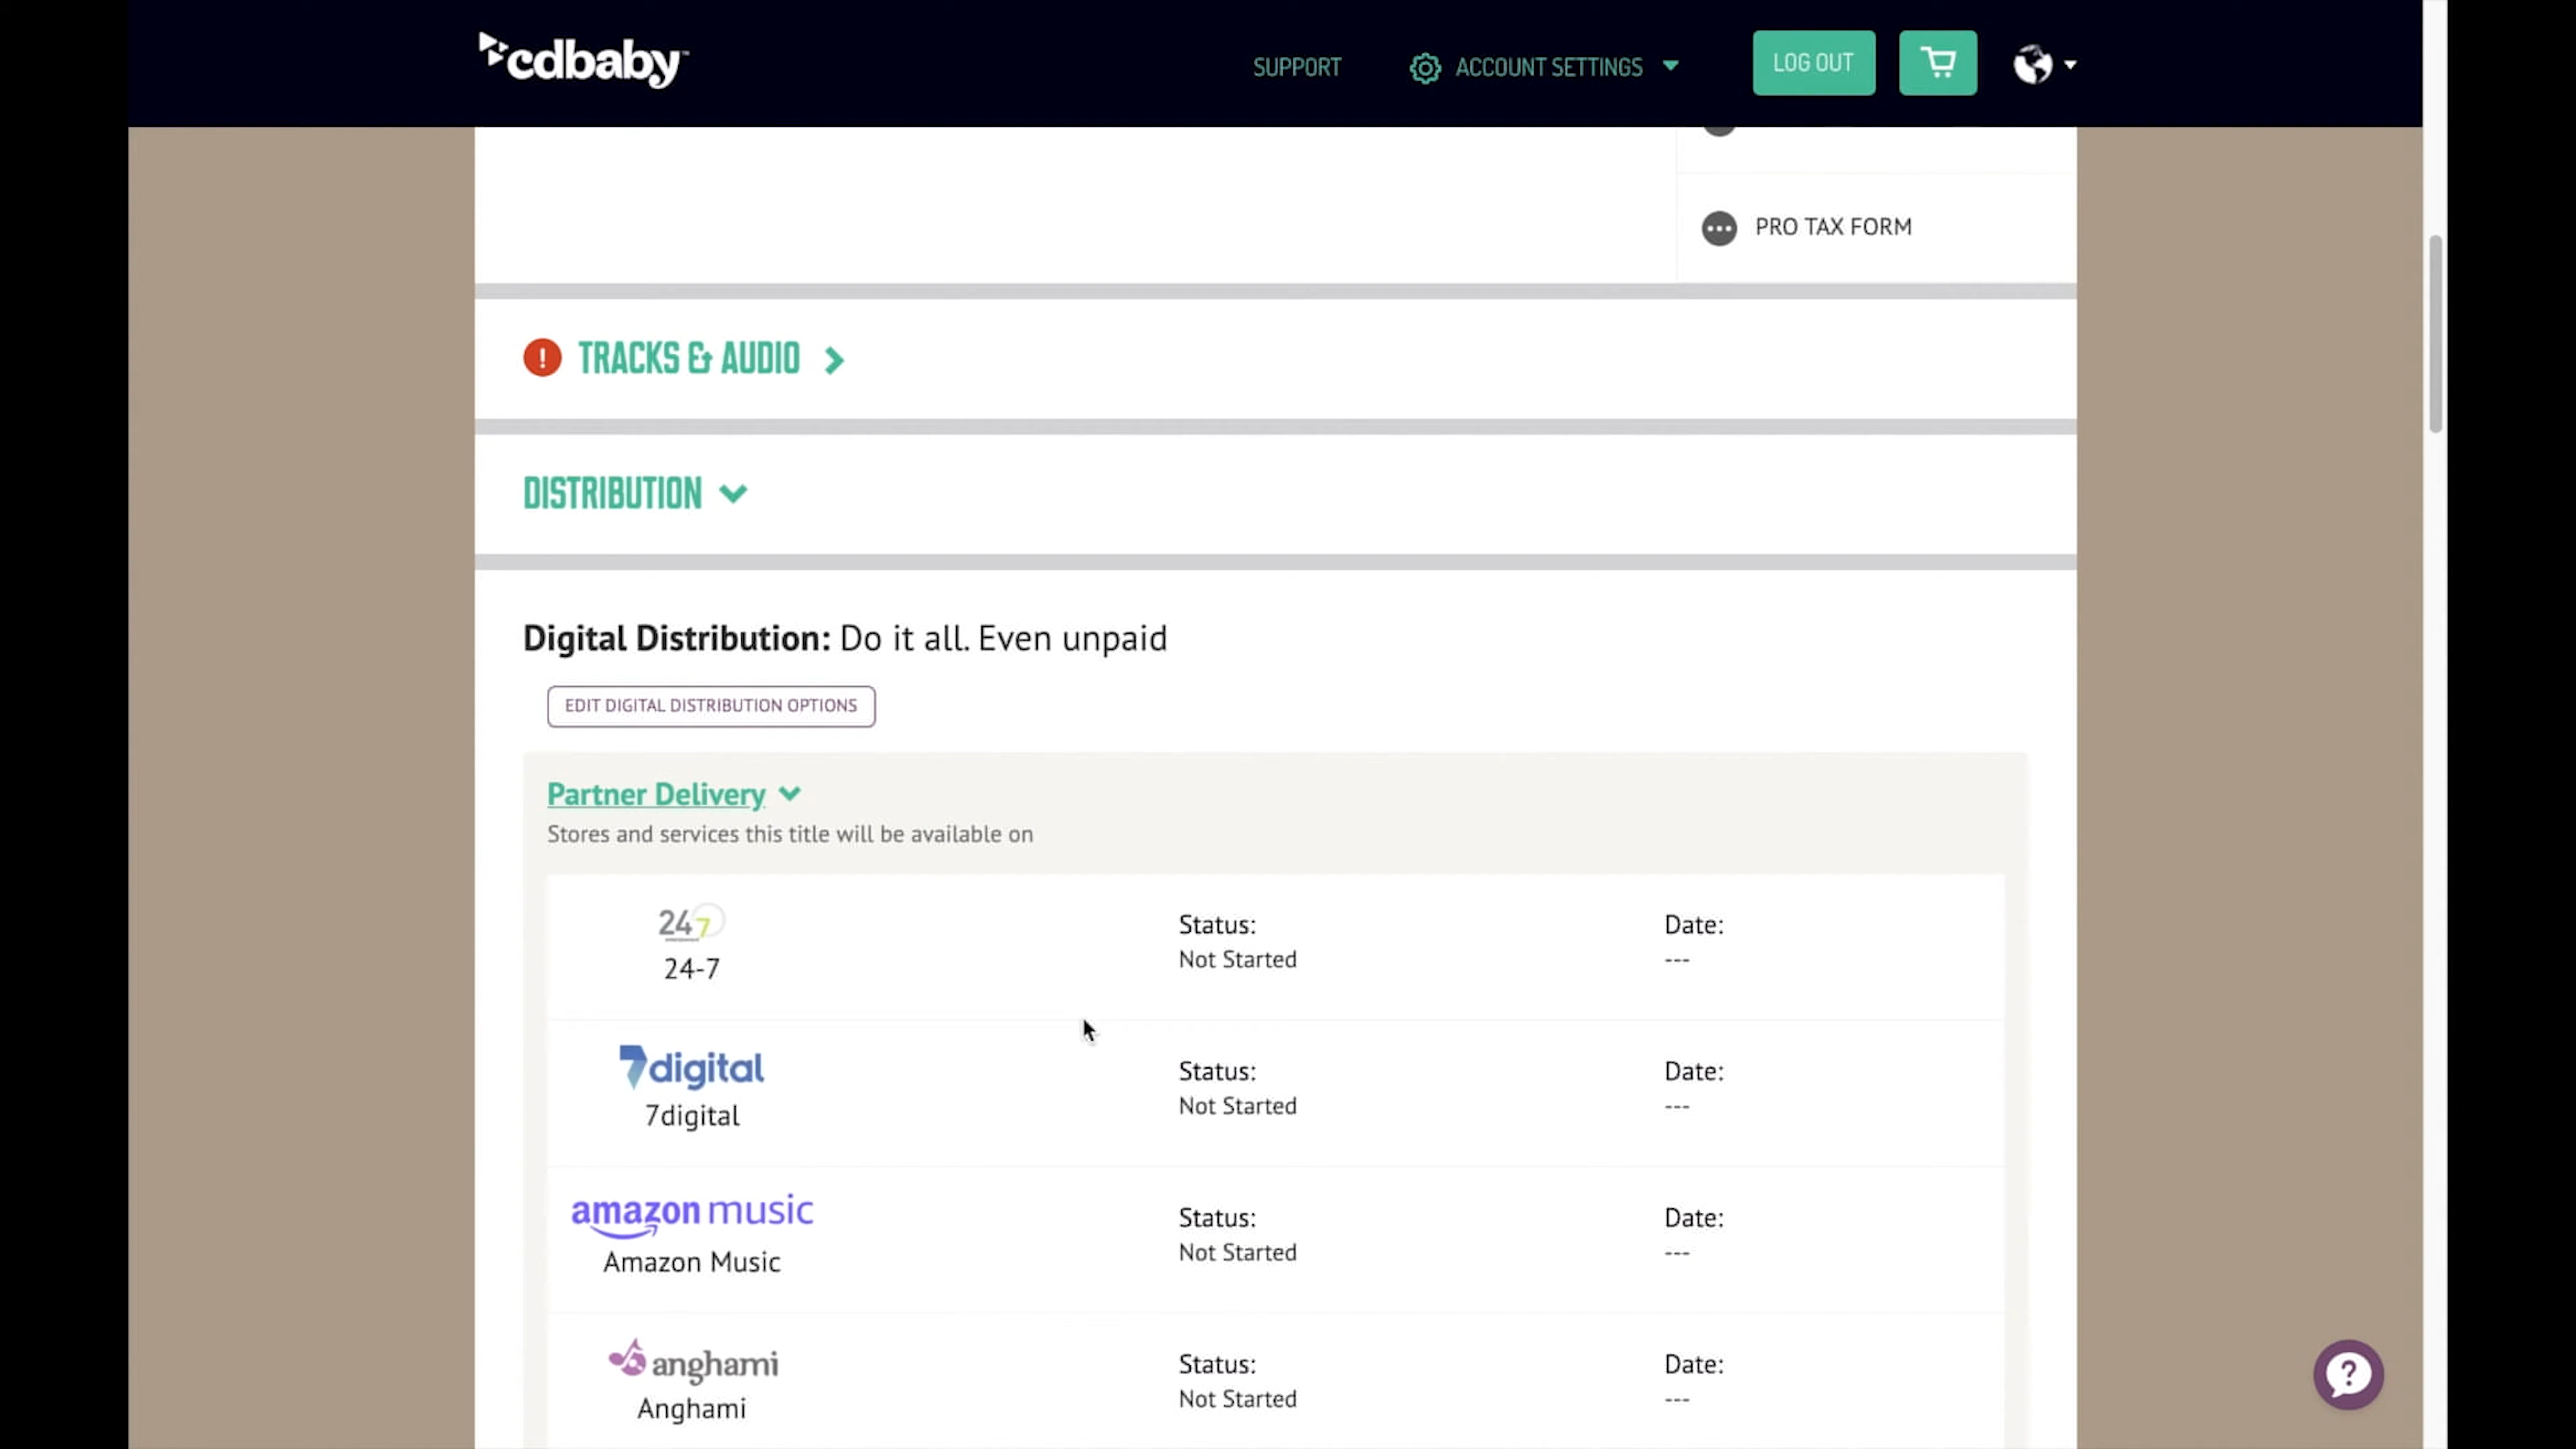 cdbaby™
SUPPORT
ACCOUNT SETTINGS
LOG OUT
PRO TAX FORM
! TRACKS & AUDIO
DISTRIBUTION
Digital Distribution: Do it all. Even unpaid
EDIT DIGITAL DISTRIBUTION OPTIONS
Partner Delivery
Stores and services this title will be available on
247
24-7
Status:
Not Started
Date:
---
7digital
7digital
Status:
Not Started
Date:
---
amazon music
Amazon Music
Status:
Not Started
Date:
---
anghami
Anghami
Status:
Not Started
Date:
---
?